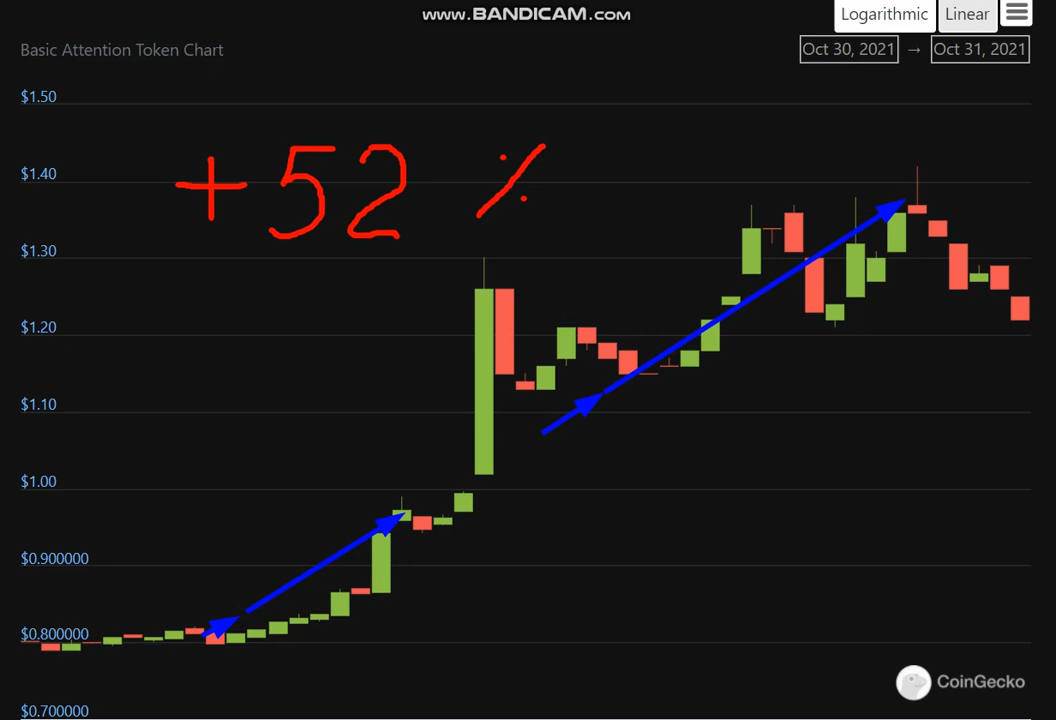 www.BANDICAM.com
Logarithmic Linear
Basic Attention Token Chart
Oct 30, 2021 → Oct 31, 2021
$1.50
+ 52 %
$1.40
$1.30
$1.20
$1.10
$1.00
$0.900000
$0.800000
CoinGecko
$0.700000